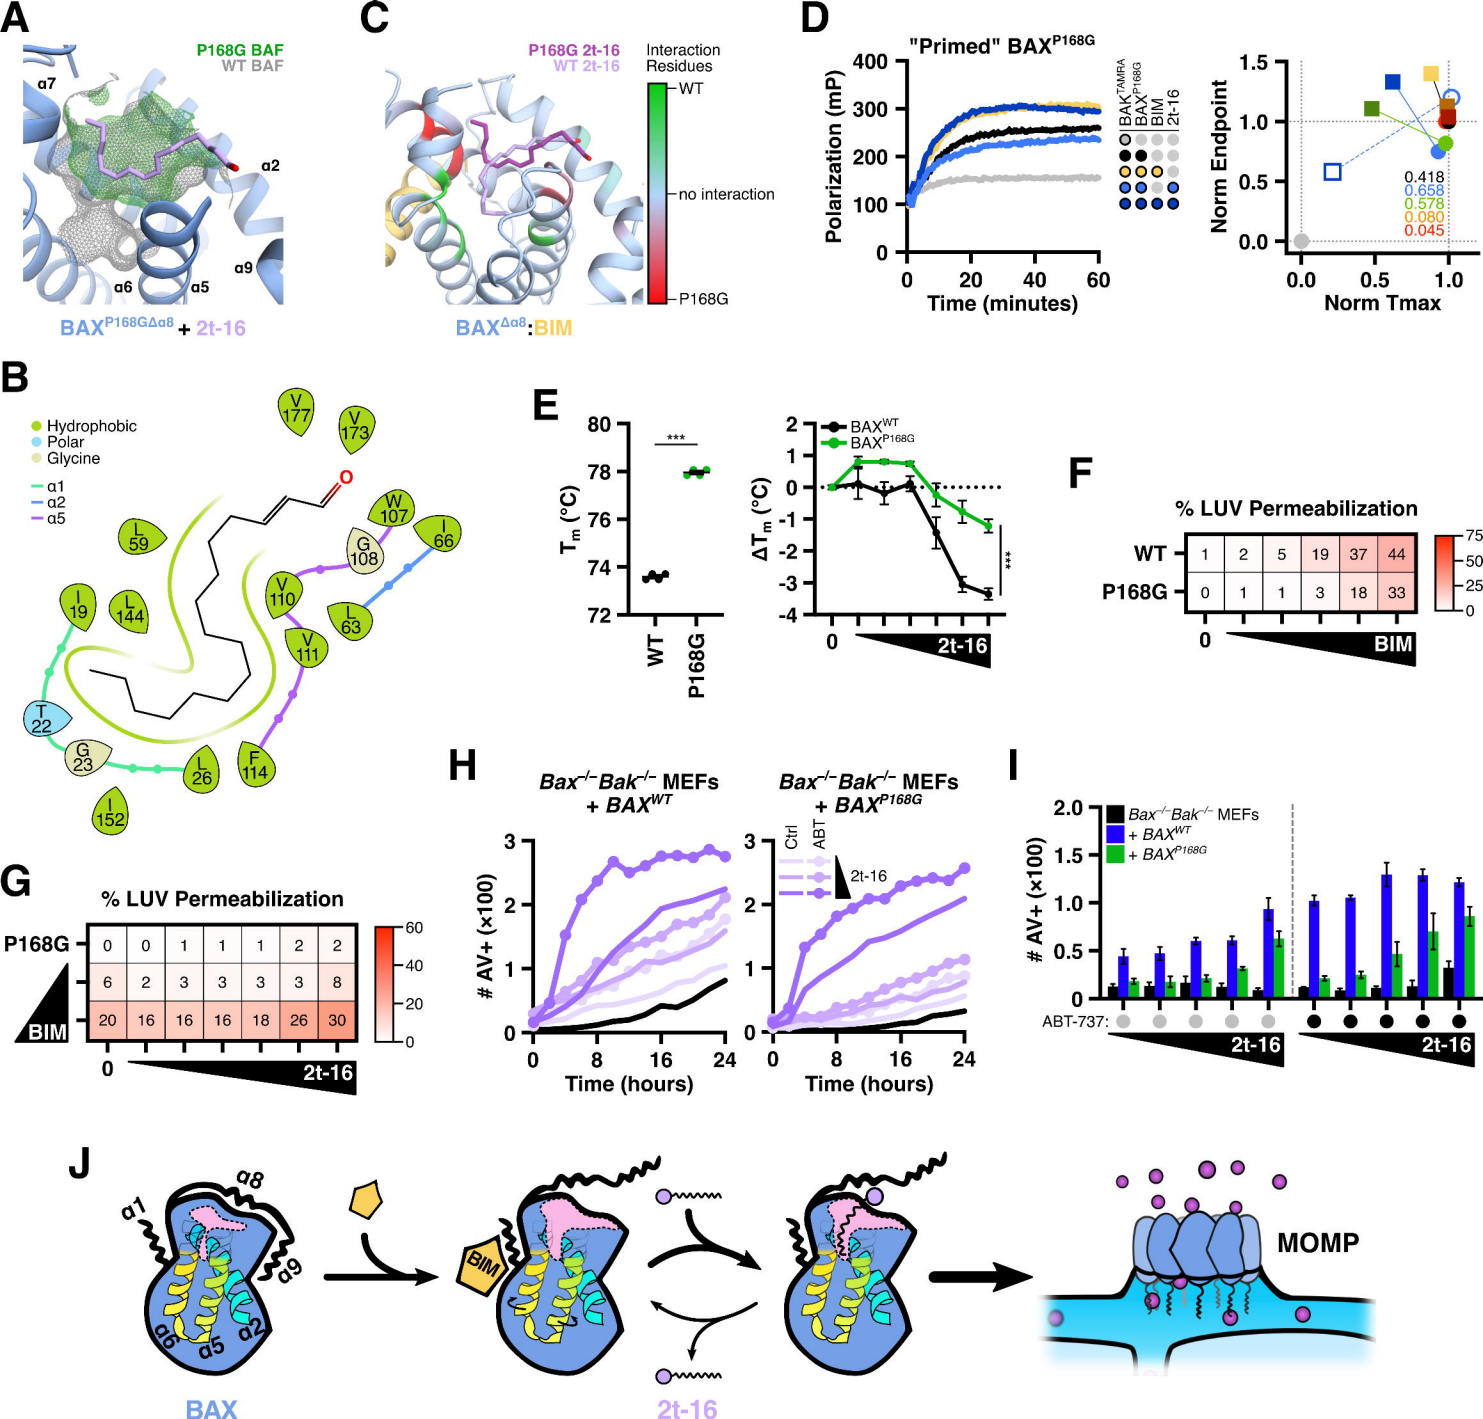 A
P168G BAF
WT BAF
α7
α2
α9
α6
α5
BAXP168GΔα8 + 2t-16
C
P168G 2t-16
WT 2t-16
Interaction
Residues
WT
no interaction
P168G
BAXΔα8:BIM
D
"Primed" BAXP168G
Polarization (mP)
400
300
200
100
0
0
20
40
60
Time (minutes)
BAKTAMRA
BAXP168G
BIM
2t-16
Norm Endpoint
1.5
1.0
0.5
0.0
0.418
0.658
0.578
0.080
0.045
0.0
0.5
1.0
Norm Tmax
B
Hydrophobic
Polar
Glycine
α1
α2
α5
V
177
V
173
O
L
59
W
107
G
108
I
66
I
19
L
144
V
110
L
63
V
111
T
22
G
23
L
26
F
114
I
152
E
Tm (°C)
80
78
76
74
72
***
WT
P168G
ΔTm (°C)
2
1
0
-1
-2
-3
-4
BAXWT
BAXP168G
***
0
2t-16
F
% LUV Permeabilization
WT 1 2 5 19 37 44
P168G 0 1 1 3 18 33
0
BIM
75
50
25
0
G
% LUV Permeabilization
P168G 0 0 1 1 1 2 2
6 2 3 3 3 3 8
BIM 20 16 16 16 18 26 30
0
2t-16
60
40
20
0
H
Bax−/−Bak−/− MEFs
+ BAXWT
# AV+ (×100)
3
2
1
0
0
8
16
24
Time (hours)
Bax−/−Bak−/− MEFs
+ BAXP168G
Ctrl
ABT
2t-16
3
2
1
0
0
8
16
24
Time (hours)
I
# AV+ (×100)
2.0
1.5
1.0
0.5
0
Bax−/−Bak−/− MEFs
+ BAXWT
+ BAXP168G
ABT-737:
2t-16
2t-16
J
α1
α8
α9
α6
α5
α2
BAX
BIM
2t-16
MOMP